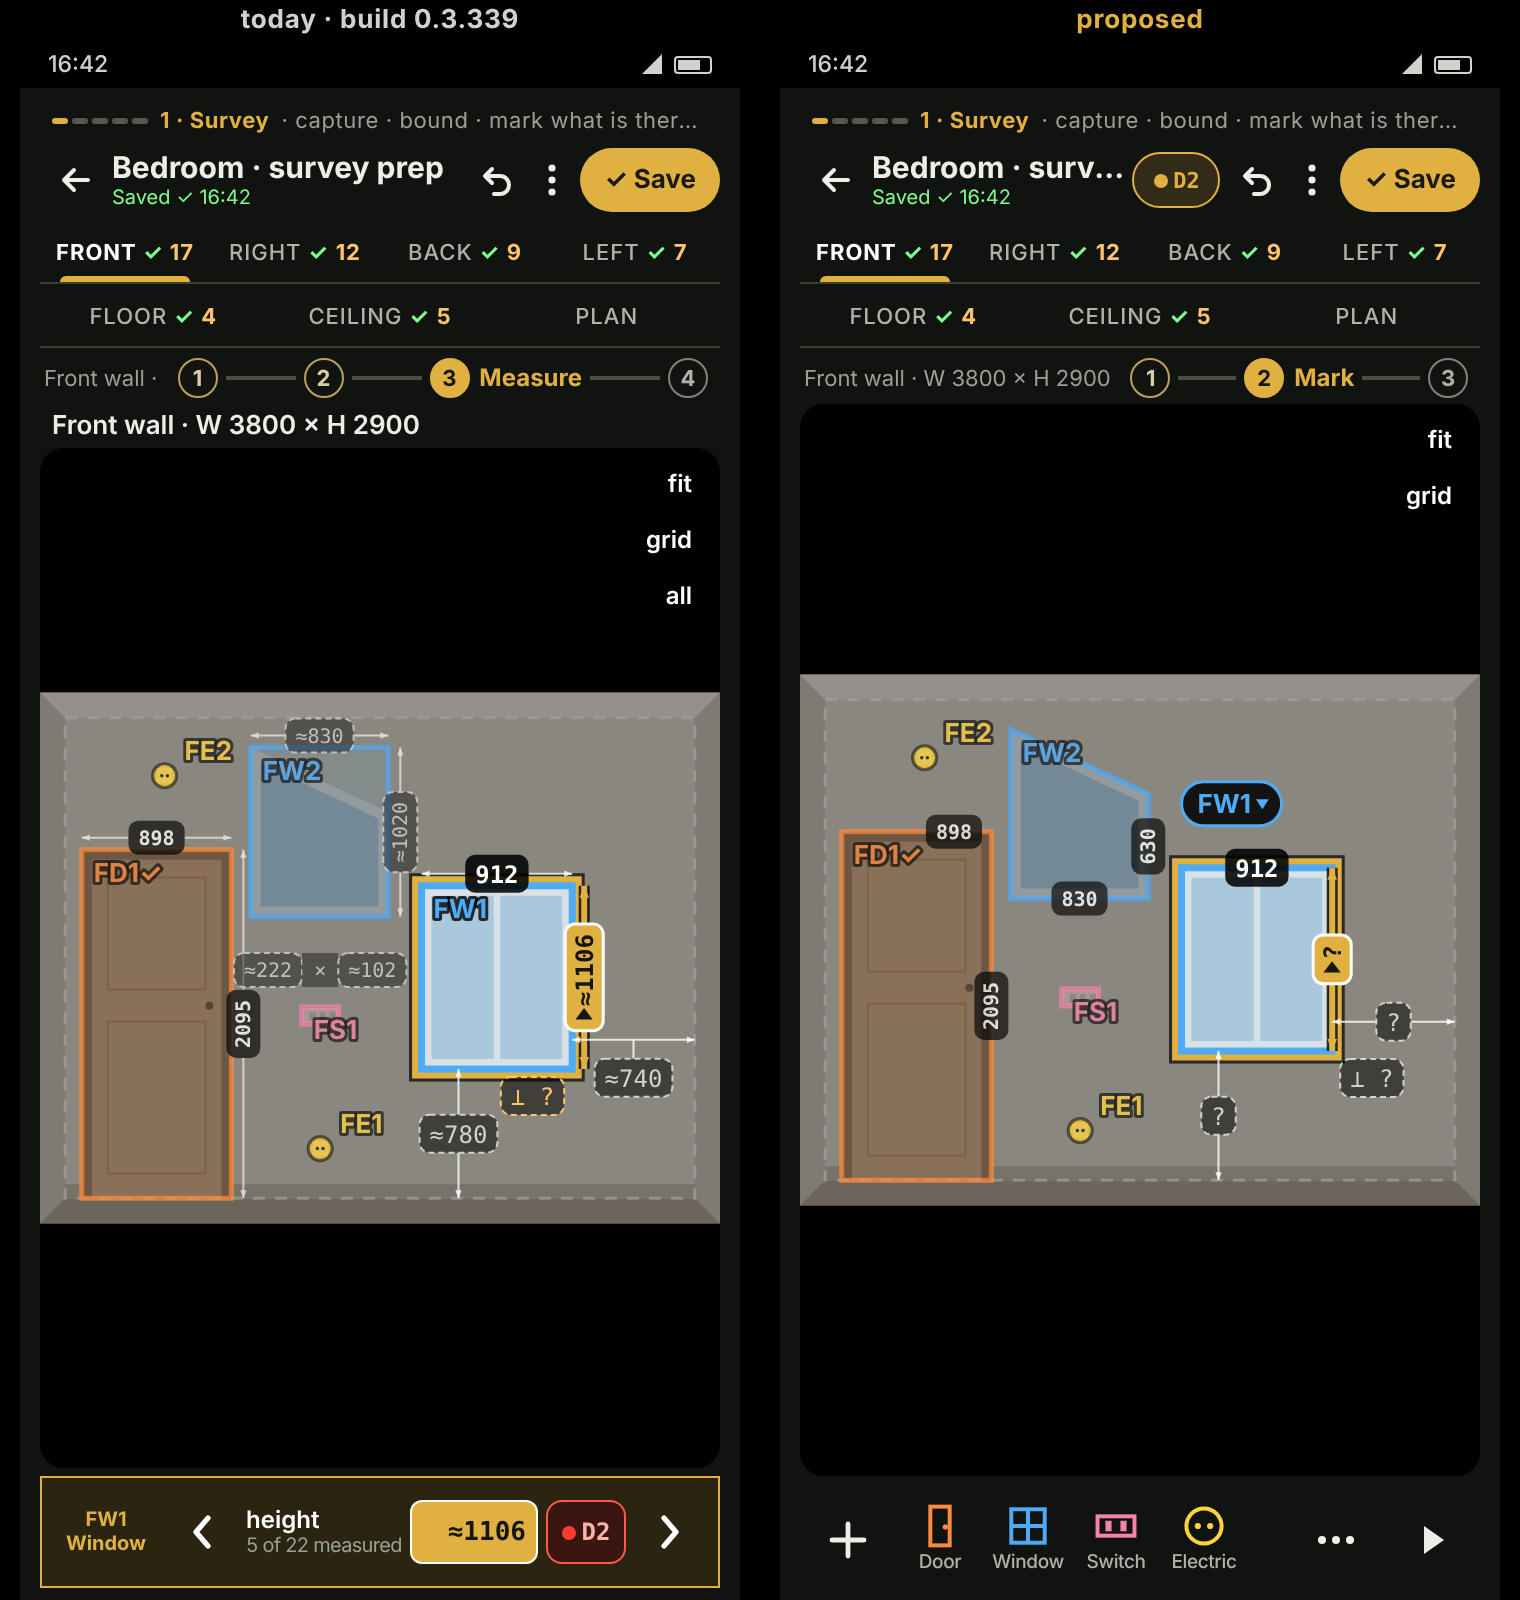 today · build 0.3.339
16:42
1 · Survey · capture · bound · mark what is ther...
Bedroom · survey prep
Saved ✓ 16:42
✓ Save
FRONT ✓ 17
RIGHT ✓ 12
BACK ✓ 9
LEFT ✓ 7
FLOOR ✓ 4
CEILING ✓ 5
PLAN
Front wall ·
1
2
3 Measure
4
Front wall · W 3800 × H 2900
fit
grid
all
≈830
FE2
FW2
≈1020
898
FD1✓
912
FW1
≈1106
≈222 × ≈102
2095
FS1
≈740
⊥ ?
≈780
FE1
FW1
Window
height
5 of 22 measured
≈1106
D2
proposed
16:42
1 · Survey · capture · bound · mark what is ther...
Bedroom · surv...
Saved ✓ 16:42
D2
✓ Save
FRONT ✓ 17
RIGHT ✓ 12
BACK ✓ 9
LEFT ✓ 7
FLOOR ✓ 4
CEILING ✓ 5
PLAN
Front wall · W 3800 × H 2900
1
2 Mark
3
fit
grid
FE2
FW2
FW1▾
898
630
FD1✓
912
830
?
2095
FS1
?
⊥ ?
?
FE1
Door
Window
Switch
Electric